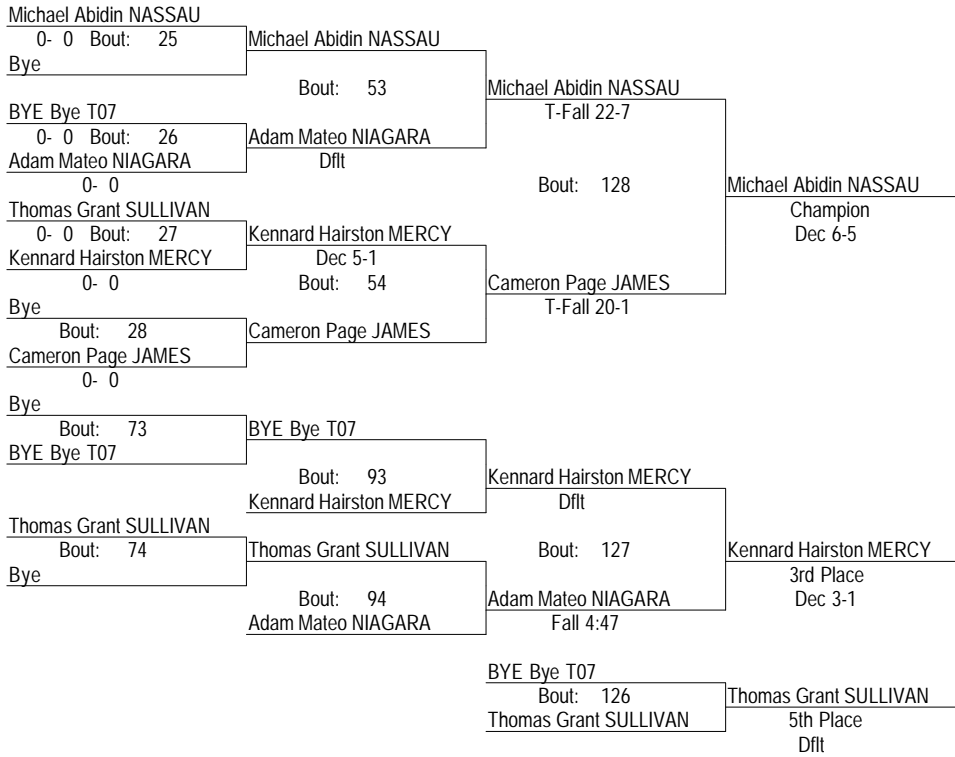 Michael Abidin NASSAU
0- 0 Bout: 25
Bye
Michael Abidin NASSAU
Bout: 53
BYE Bye T07
0- 0 Bout: 26
Adam Mateo NIAGARA
0- 0
Adam Mateo NIAGARA
Dflt
Michael Abidin NASSAU
T-Fall 22-7
Bout: 128
Thomas Grant SULLIVAN
0- 0 Bout: 27
Kennard Hairston MERCY
0- 0
Kennard Hairston MERCY
Dec 5-1
Bout: 54
Bye
Bout: 28
Cameron Page JAMES
0- 0
Cameron Page JAMES
Cameron Page JAMES
T-Fall 20-1
Michael Abidin NASSAU
Champion
Dec 6-5
Bye
Bout: 73
BYE Bye T07
BYE Bye T07
Bout: 93
Kennard Hairston MERCY
Kennard Hairston MERCY
Dflt
Bout: 127
Thomas Grant SULLIVAN
Bout: 74
Bye
Thomas Grant SULLIVAN
Bout: 94
Adam Mateo NIAGARA
Adam Mateo NIAGARA
Fall 4:47
Kennard Hairston MERCY
3rd Place
Dec 3-1
BYE Bye T07
Bout: 126
Thomas Grant SULLIVAN
Thomas Grant SULLIVAN
5th Place
Dflt